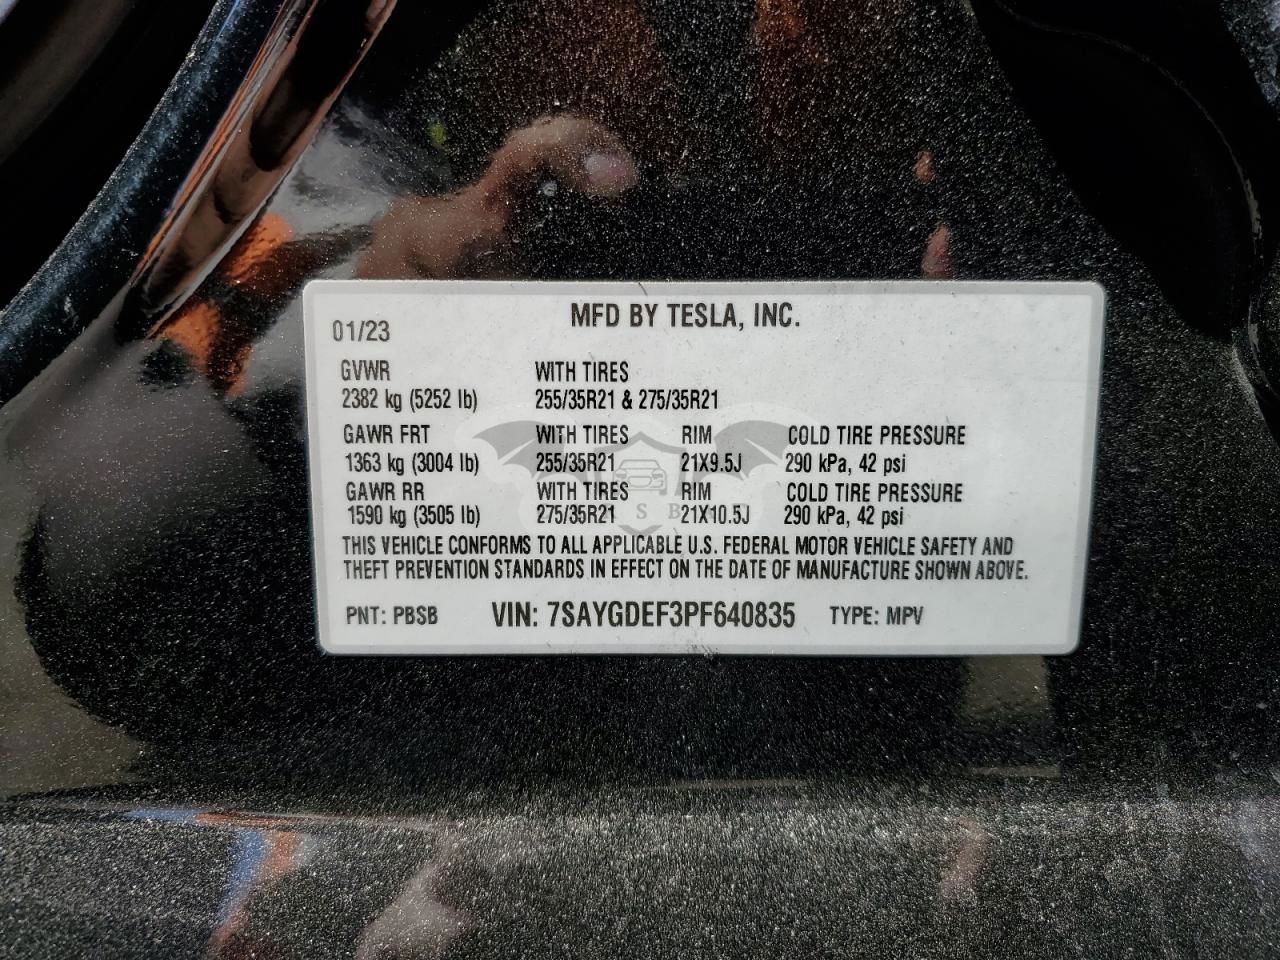 MFD BY TESLA, INC.
01/23
GVWR WITH TIRES
2382 kg (5252 lb) 255/35R21 & 275/35R21
GAWR FRT WITH TIRES RIM COLD TIRE PRESSURE
1363 kg (3004 lb) 255/35R21 21X9.5J 290 kPa, 42 psi
GAWR RR WITH TIRES RIM COLD TIRE PRESSURE
1590 kg (3505 lb) 275/35R21 21X10.5J 290 kPa, 42 psi
S B
THIS VEHICLE CONFORMS TO ALL APPLICABLE U.S. FEDERAL MOTOR VEHICLE SAFETY AND
THEFT PREVENTION STANDARDS IN EFFECT ON THE DATE OF MANUFACTURE SHOWN ABOVE.
PNT: PBSB VIN: 7SAYGDEF3PF640835 TYPE: MPV